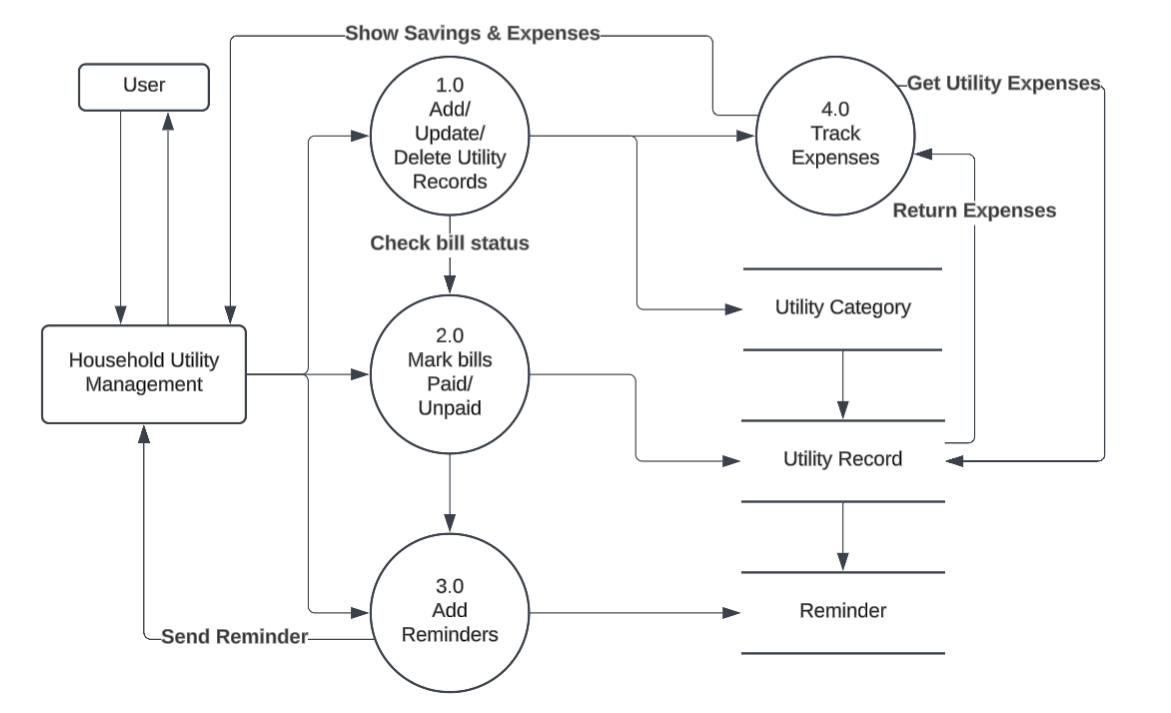 Show Savings & Expenses
User
1.0
Add/
Update/
Delete Utility
Records
4.0
Track
Expenses
Get Utility Expenses
Return Expenses
Check bill status
Utility Category
Household Utility
Management
2.0
Mark bills
Paid/
Unpaid
Utility Record
3.0
Add
Reminders
Reminder
Send Reminder